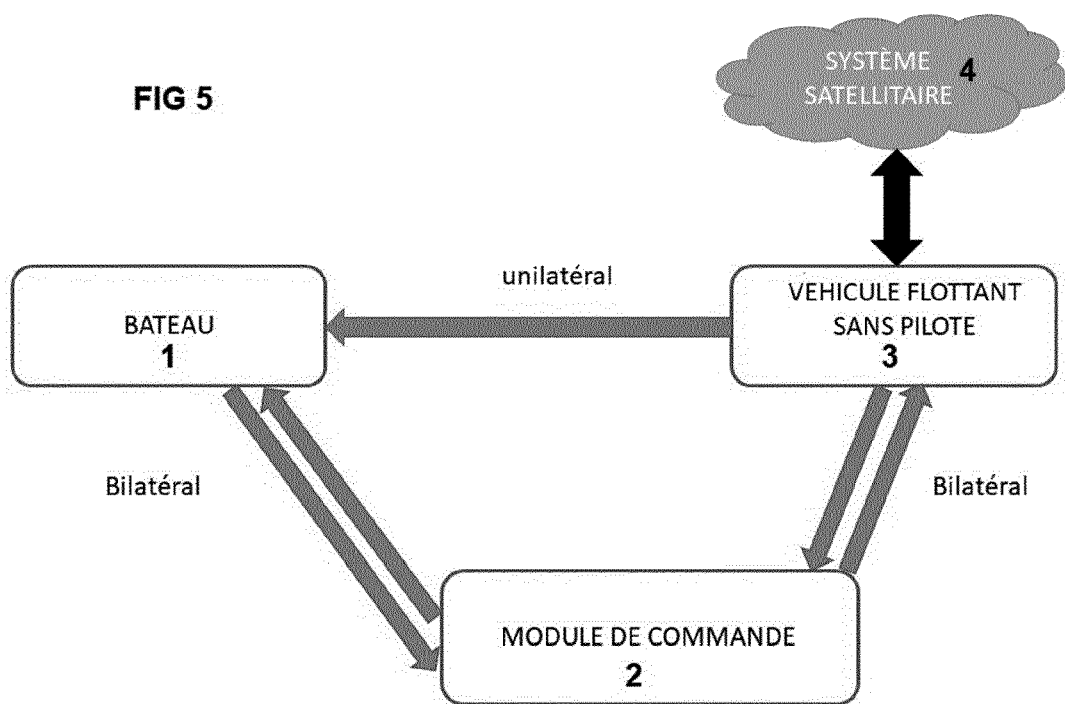 FIG 5
SYSTÈME
SATELLITAIRE 4
unilatéral
BATEAU
1
VEHICULE FLOTTANT
SANS PILOTE
3
Bilatéral
Bilatéral
MODULE DE COMMANDE
2